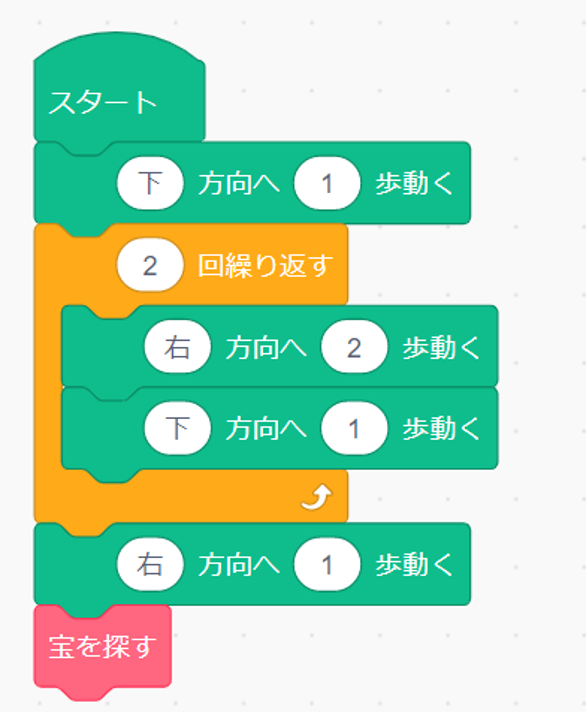 スタート
下 方向へ 1 歩動く
2 回繰り返す
右 方向へ 2 歩動く
下 方向へ 1 歩動く
右 方向へ 1 歩動く
宝を探す